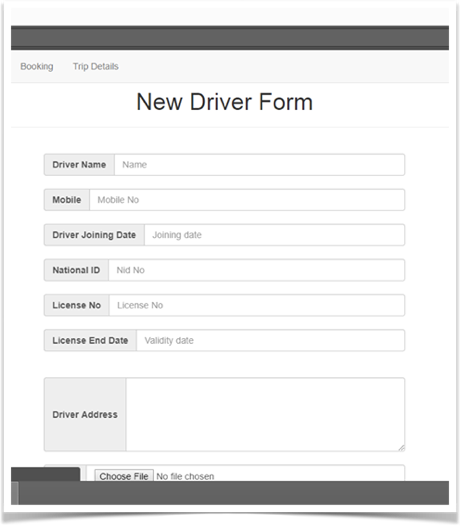 Booking Trip Details
New Driver Form
Driver Name Name
Mobile Mobile No
Driver Joining Date Joining date
National ID Nid No
License No License No
License End Date Validity date
Driver Address
Choose File No file chosen